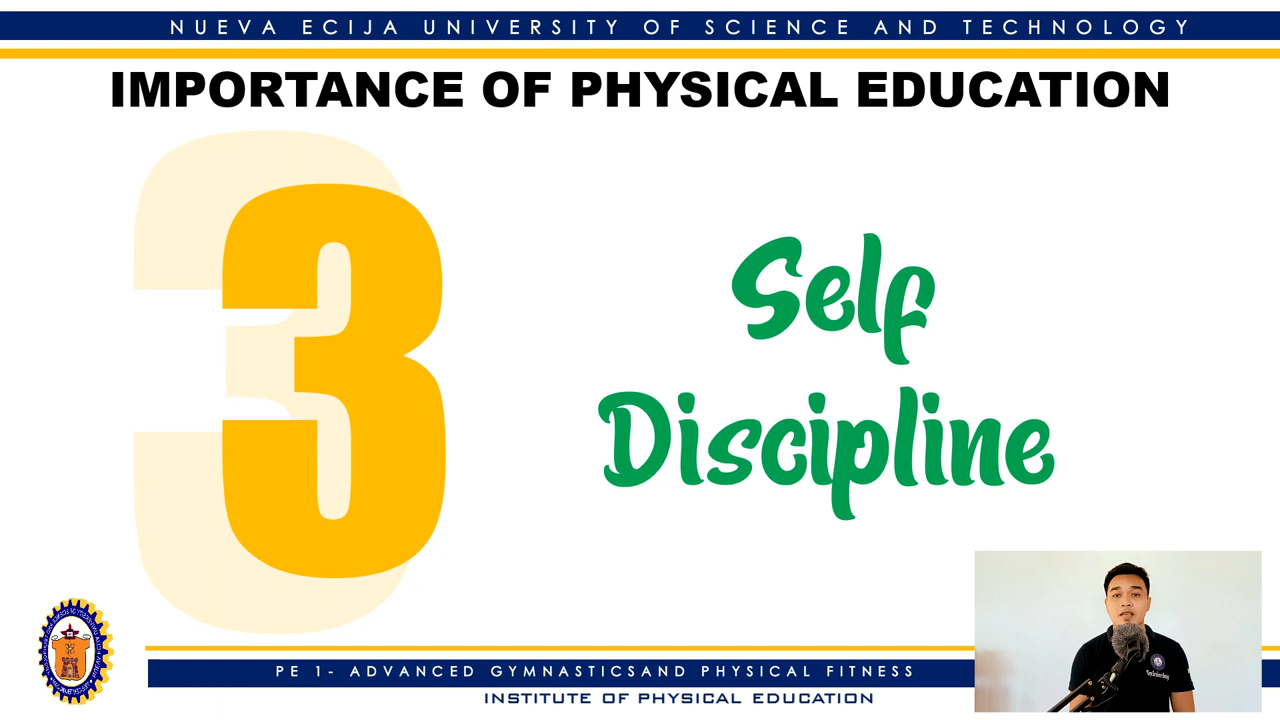 NUEVA ECIJA UNIVERSITY OF SCIENCE AND TECHNOLOGY
IMPORTANCE OF PHYSICAL EDUCATION
3
Self
Discipline
PE 1- ADVANCED GYMNASTICSAND PHYSICAL FITNESS
INSTITUTE OF PHYSICAL EDUCATION